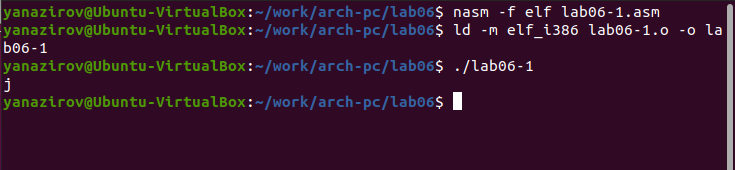 yanazirov@Ubuntu-VirtualBox:~/work/arch-pc/lab06$ nasm -f elf lab06-1.asm
yanazirov@Ubuntu-VirtualBox:~/work/arch-pc/lab06$ ld -m elf_i386 lab06-1.o -o la
b06-1
yanazirov@Ubuntu-VirtualBox:~/work/arch-pc/lab06$ ./lab06-1
j
yanazirov@Ubuntu-VirtualBox:~/work/arch-pc/lab06$